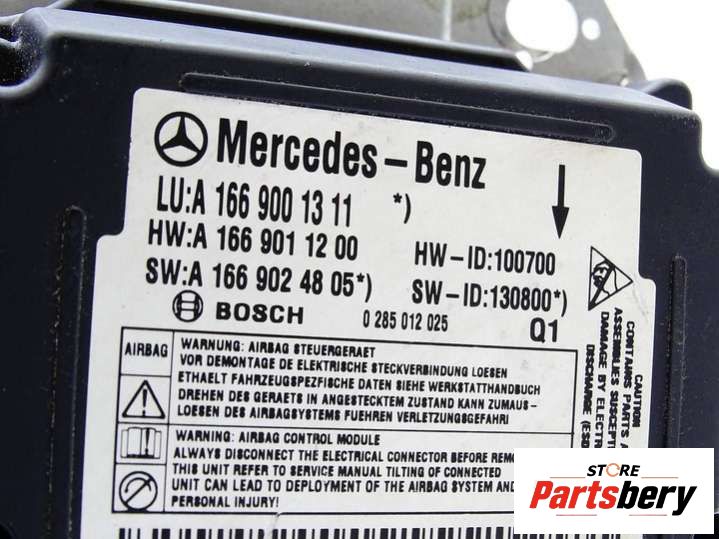 Mercedes-Benz
LU:A 166 900 13 11 *)
HW:A 166 901 12 00 HW-ID:100700
SW:A 166 902 48 05*) SW-ID:130800*)
BOSCH 0 285 012 025 Q1
AIRBAG
WARNUNG: AIRBAG STEUERGERAET
VOR DEMONTAGE DE ELEKTRISCHE STECKVERBINDUNG LOESEN
ETHAELT FAHRZEUGSPEZFISCHE DATEN SIEHE WERKSTATTHANDBUCH
DREHEN DES GERAETS IN ANGESTECKTEM ZUSTAND KANN ZUMAUS-
LOESEN DES AIRBAGSYSTEMS FUEHREN VERLETZUNGSGEFAHR!
WARNING: AIRBAG CONTROL MODULE
ALWAYS DISCONNECT THE ELECTRICAL CONNECTOR BEFORE REMO
THIS UNIT REFER TO SERVICE MANUAL TILTING OF CONNECTED
UNIT CAN LEAD TO DEPLOYMENT OF THE AIRBAG SYSTEM AND
PERSONAL INJURY!
CAUTION
CONTAINS PARTS A
ASSEMBLIES SUSCEPT
DAMAGE BY ELECTR
DISCHARGE (ESD
STORE
Partsbery